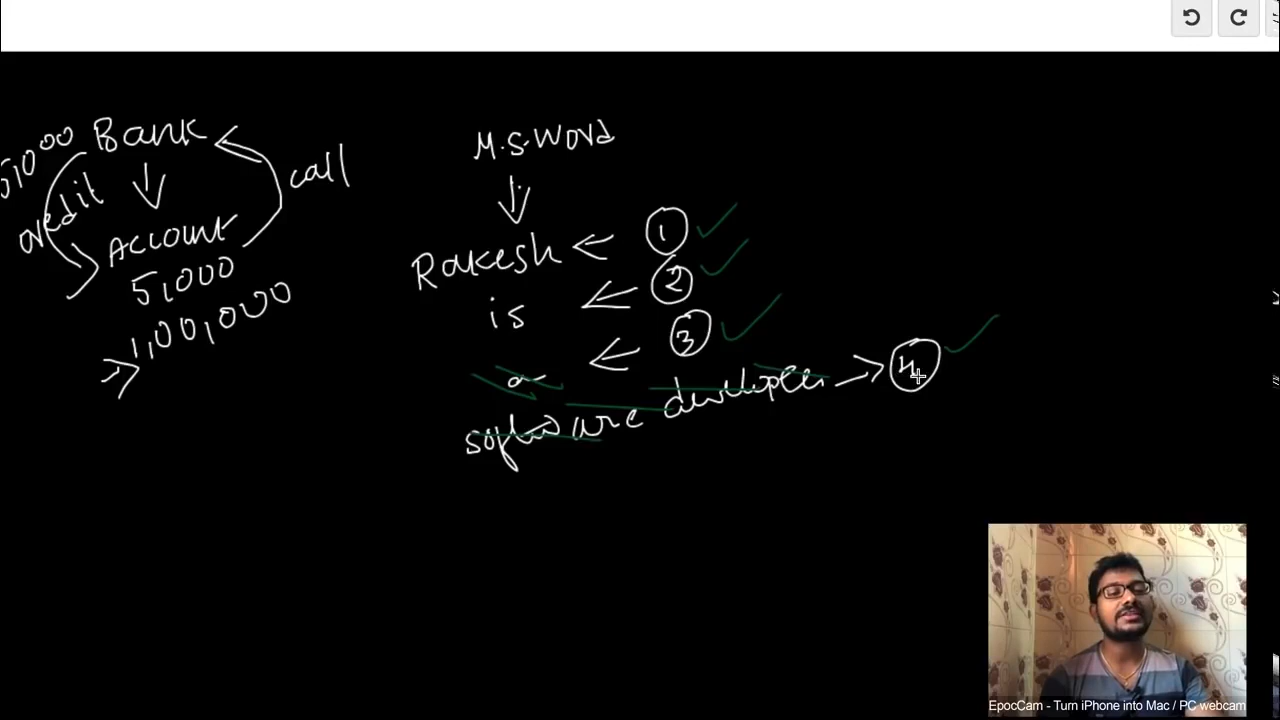 51000 Bank
credit
call
Account
51000
1,00,000
M.S.Word
Rakesh ← ①
is ← ②
a ← ③
software developer → ④
EpocCam - Turn iPhone into Mac / PC webcam